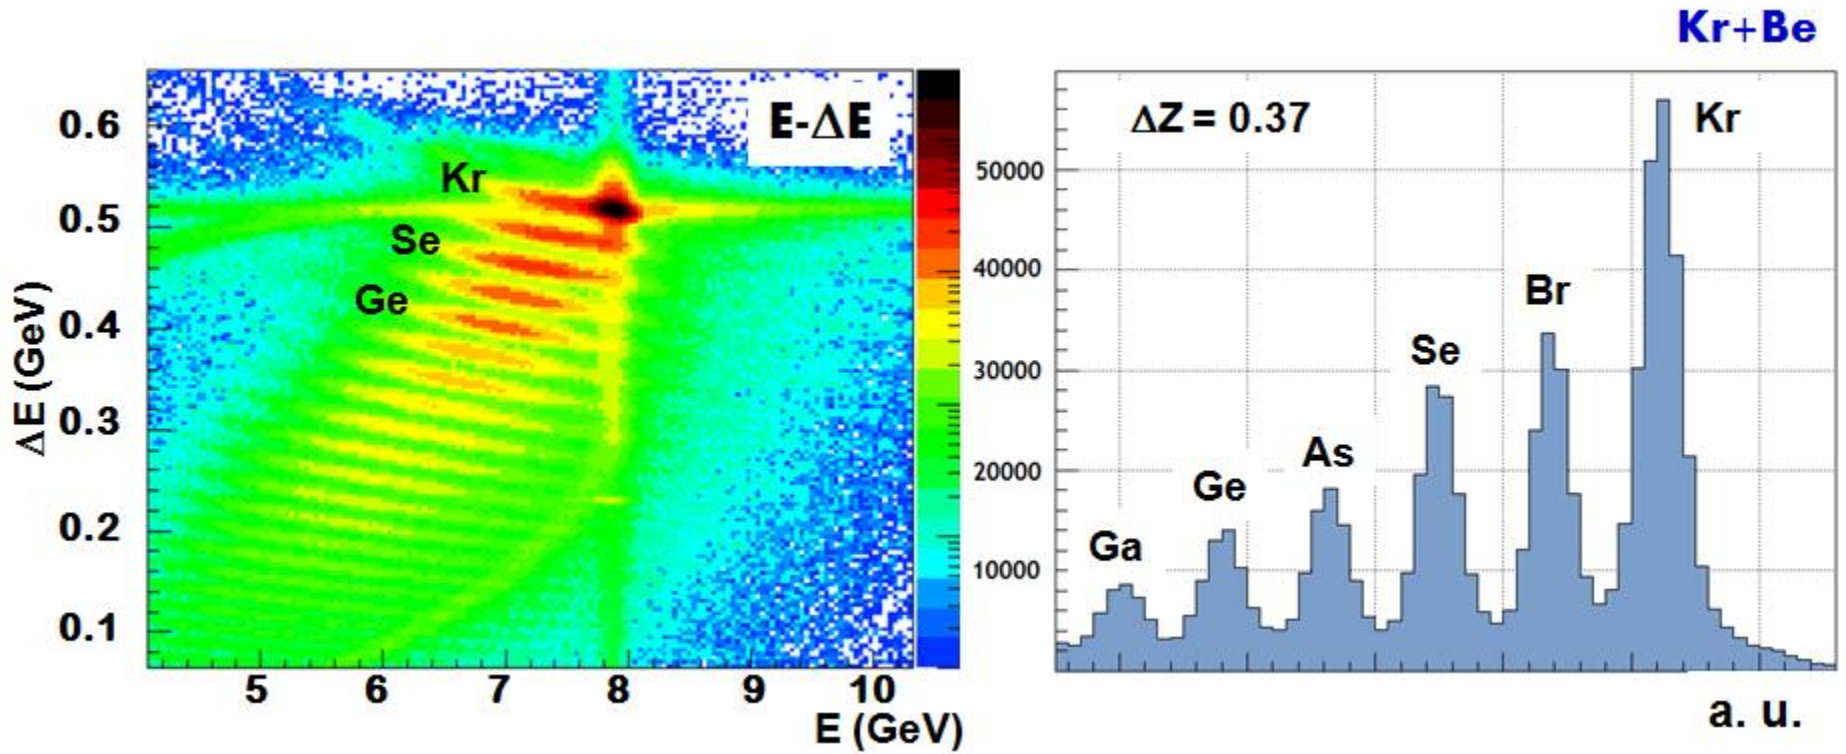 Kr+Be
E-ΔE
Kr
Se
Ge
0.6
0.5
0.4
0.3
0.2
0.1
ΔE (GeV)
5 6 7 8 9 10
E (GeV)
ΔZ = 0.37
Kr
Br
Se
As
Ge
Ga
50000
40000
30000
20000
10000
a. u.